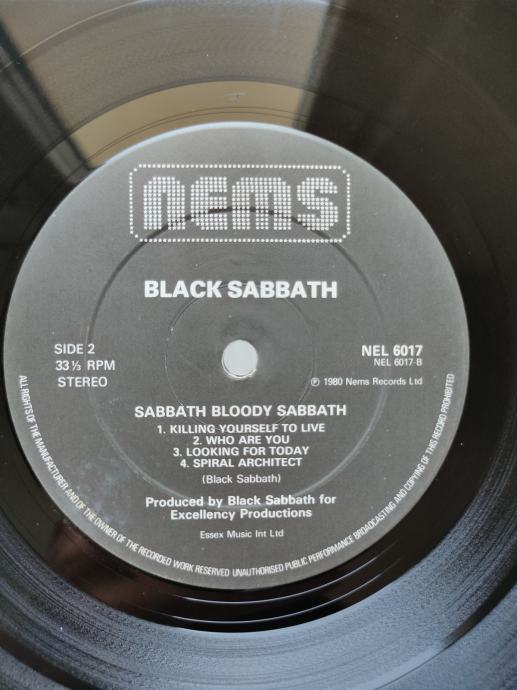 nems
BLACK SABBATH
SIDE 2
33⅓ RPM
STEREO
NEL 6017
NEL 6017-B
℗ 1980 Nems Records Ltd
SABBATH BLOODY SABBATH
1. KILLING YOURSELF TO LIVE
2. WHO ARE YOU
3. LOOKING FOR TODAY
4. SPIRAL ARCHITECT
(Black Sabbath)
Produced by Black Sabbath for
Excellency Productions
Essex Music Int Ltd
ALL RIGHTS OF THE MANUFACTURER AND OF THE OWNER OF THE RECORDED WORK RESERVED UNAUTHORISED PUBLIC PERFORMANCE BROADCASTING AND COPYING OF THIS RECORD PROHIBITED